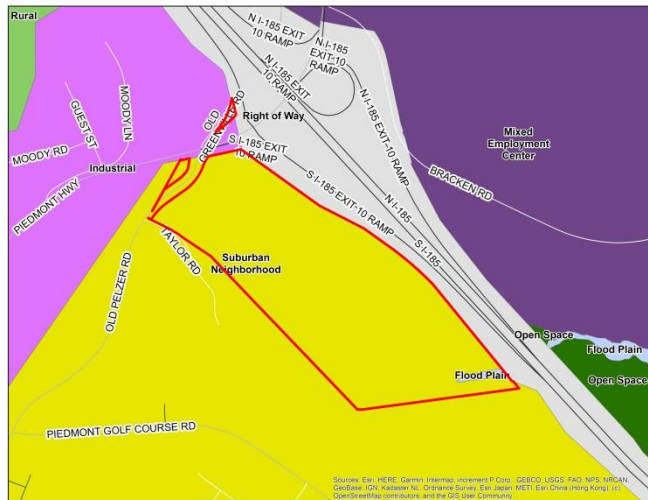 Rural
N I-185 EXIT
10 RAMP
N I-185
EXIT-10
RAMP
N I-185 EXIT
10 RAMP
MOODY LN
GUEST ST
OLD
GREENVILLE RD
Right of Way
N I-185 EXIT-10 RAMP
Mixed
Employment
Center
MOODY RD
S I-185 EXIT
10 RAMP
Industrial
BRACKEN RD
PIEDMONT HWY
S I-185 EXIT-10 RAMP
N I-185
S I-185
TAYLOR RD
Suburban
Neighborhood
OLD PELZER RD
Open Space
Flood Plain
Flood Plain
Open Space
PIEDMONT GOLF COURSE RD
Sources: Esri, HERE, Garmin, Intermap, increment P Corp., GEBCO, USGS, FAO, NPS, NRCAN,
GeoBase, IGN, Kadaster NL, Ordnance Survey, Esri Japan, METI, Esri China (Hong Kong), (c)
OpenStreetMap contributors, and the GIS User Community